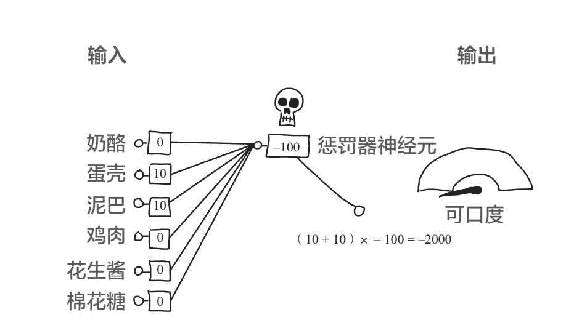 输入
输出
奶酪 0
蛋壳 10
泥巴 10
鸡肉 0
花生酱 0
棉花糖 0
-100 惩罚器神经元
可口度
(10+10)×-100=-2000